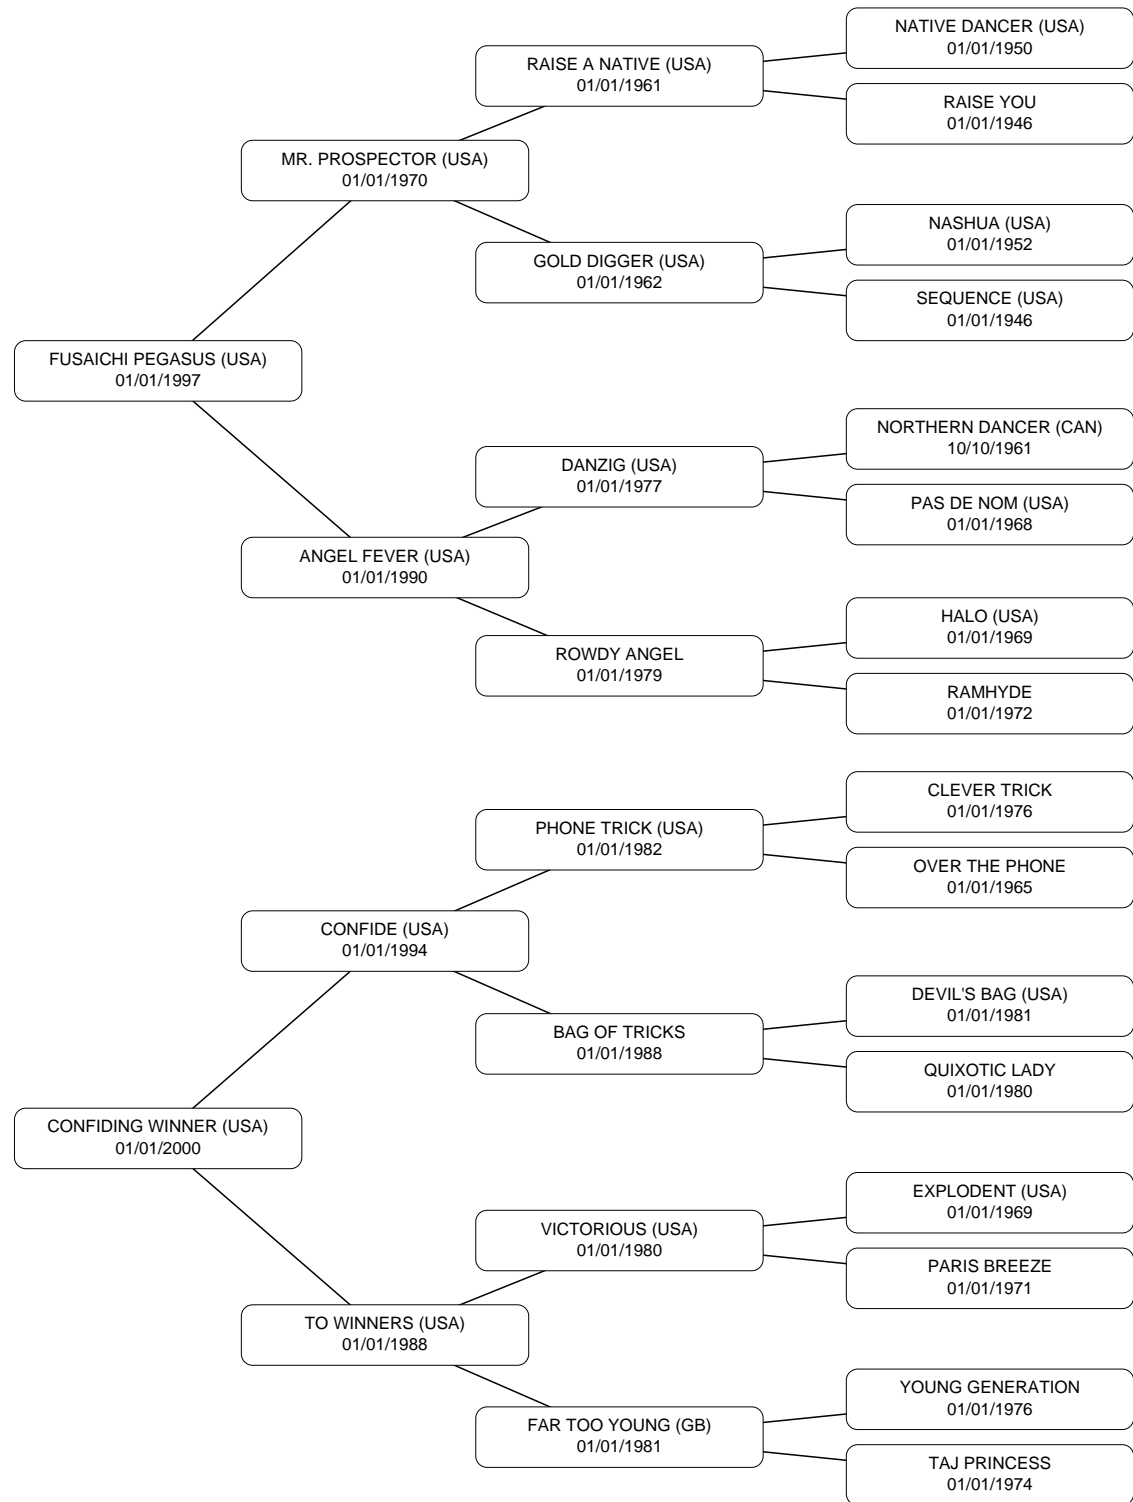 NATIVE DANCER (USA)
01/01/1950
RAISE A NATIVE (USA)
01/01/1961
RAISE YOU
01/01/1946
MR. PROSPECTOR (USA)
01/01/1970
NASHUA (USA)
01/01/1952
GOLD DIGGER (USA)
01/01/1962
SEQUENCE (USA)
01/01/1946
FUSAICHI PEGASUS (USA)
01/01/1997
NORTHERN DANCER (CAN)
10/10/1961
DANZIG (USA)
01/01/1977
PAS DE NOM (USA)
01/01/1968
ANGEL FEVER (USA)
01/01/1990
HALO (USA)
01/01/1969
ROWDY ANGEL
01/01/1979
RAMHYDE
01/01/1972
CLEVER TRICK
01/01/1976
PHONE TRICK (USA)
01/01/1982
OVER THE PHONE
01/01/1965
CONFIDE (USA)
01/01/1994
DEVIL'S BAG (USA)
01/01/1981
BAG OF TRICKS
01/01/1988
QUIXOTIC LADY
01/01/1980
CONFIDING WINNER (USA)
01/01/2000
EXPLODENT (USA)
01/01/1969
VICTORIOUS (USA)
01/01/1980
PARIS BREEZE
01/01/1971
TO WINNERS (USA)
01/01/1988
YOUNG GENERATION
01/01/1976
FAR TOO YOUNG (GB)
01/01/1981
TAJ PRINCESS
01/01/1974